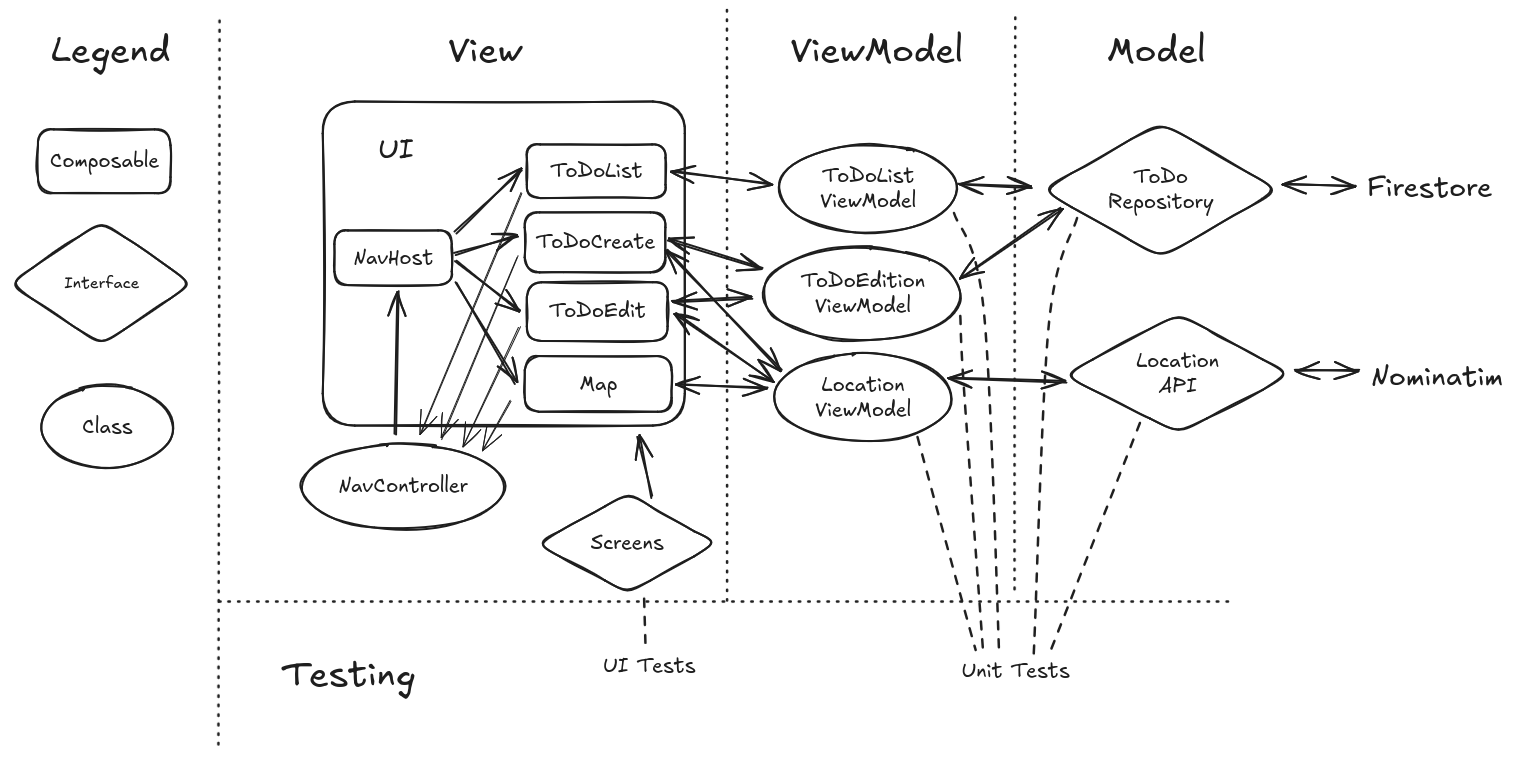 Legend
View
ViewModel
Model
Composable
Interface
Class
UI
NavHost
ToDoList
ToDoCreate
ToDoEdit
Map
NavController
Screens
ToDoList
ViewModel
ToDoEdition
ViewModel
Location
ViewModel
ToDo
Repository
Location
API
Firestore
Nominatim
Testing
UI Tests
Unit Tests